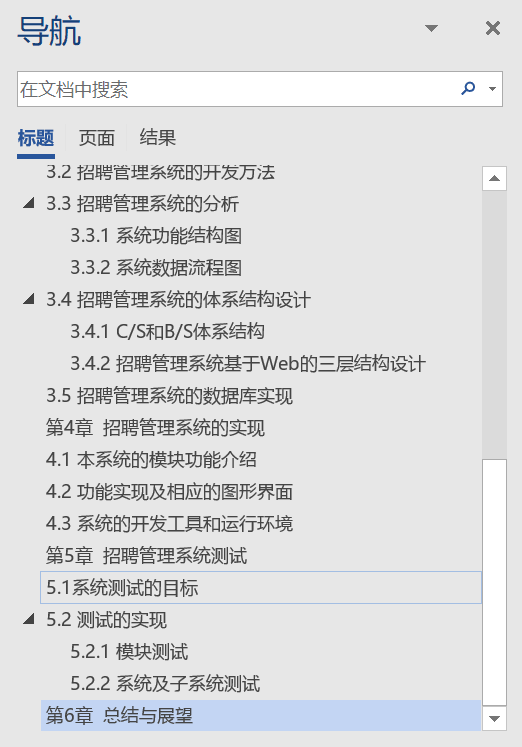 导航
在文档中搜索
标题 页面 结果
3.2 招聘管理系统的开发方法
3.3 招聘管理系统的分析
3.3.1 系统功能结构图
3.3.2 系统数据流程图
3.4 招聘管理系统的体系结构设计
3.4.1 C/S和B/S体系结构
3.4.2 招聘管理系统基于Web的三层结构设计
3.5 招聘管理系统的数据库实现
第4章 招聘管理系统的实现
4.1 本系统的模块功能介绍
4.2 功能实现及相应的图形界面
4.3 系统的开发工具和运行环境
第5章 招聘管理系统测试
5.1系统测试的目标
5.2 测试的实现
5.2.1 模块测试
5.2.2 系统及子系统测试
第6章 总结与展望